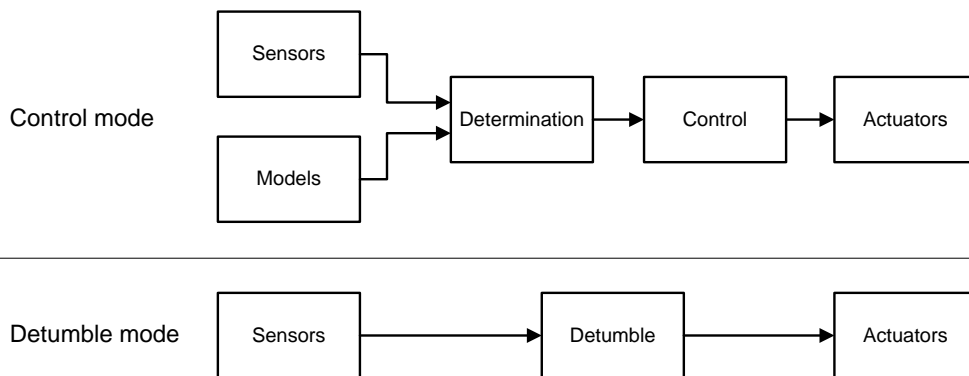 Control mode
Sensors
Models
Determination
Control
Actuators
Detumble mode
Sensors
Detumble
Actuators